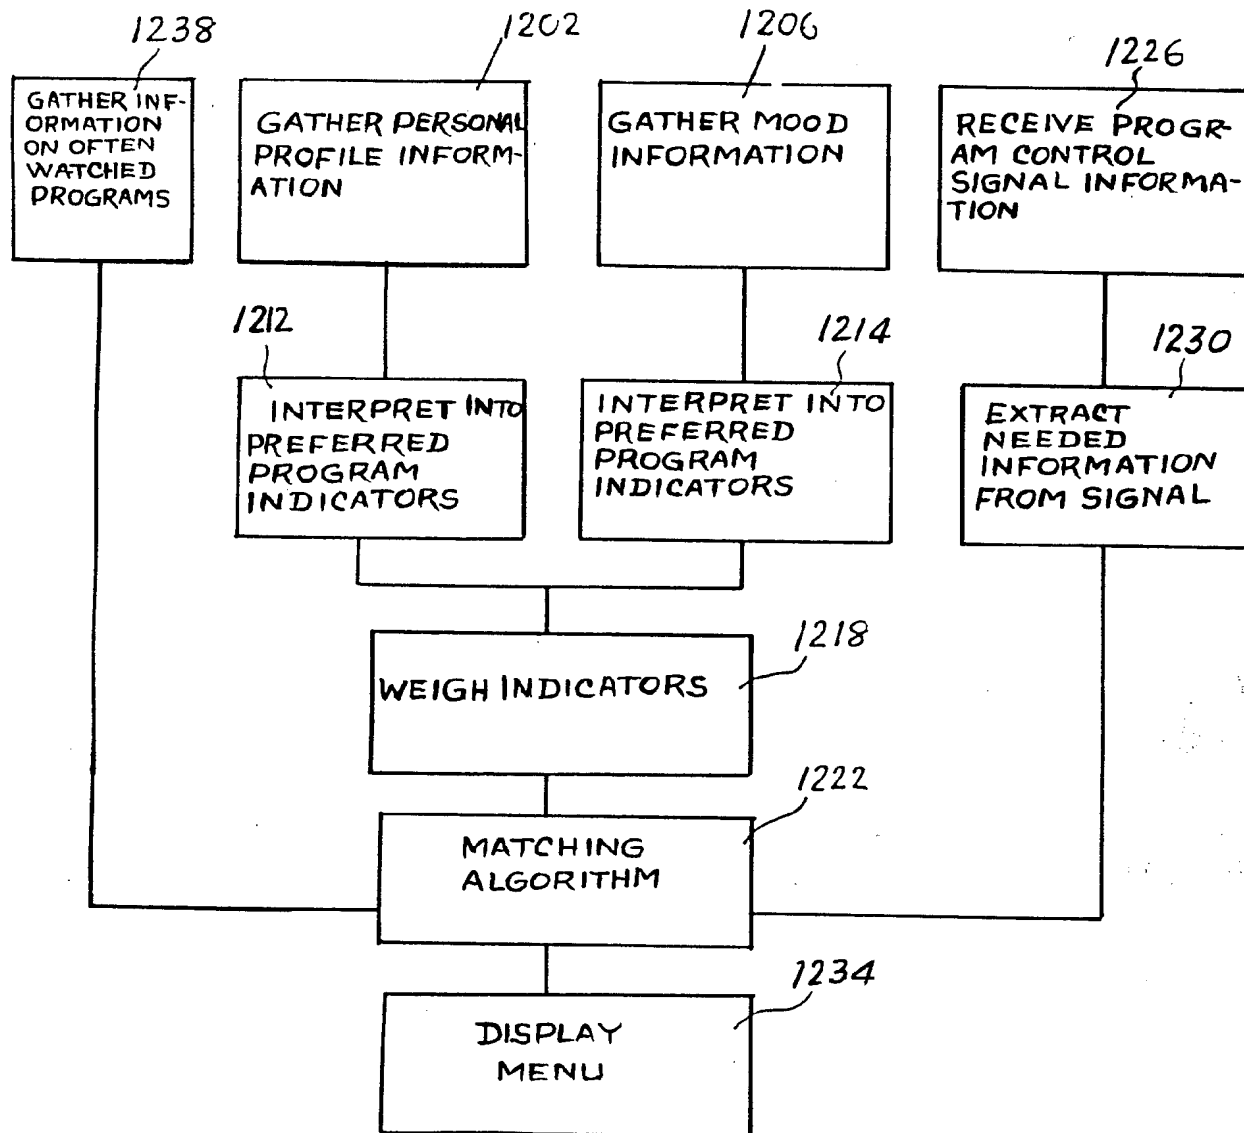 1238
1202
1206
1226
GATHER INF-
ORMATION
ON OFTEN
WATCHED
PROGRAMS
GATHER PERSONAL
PROFILE INFORM-
ATION
GATHER MOOD
INFORMATION
RECEIVE PROGR-
AM CONTROL
SIGNAL INFORMA-
TION
1212
1214
1230
INTERPRET INTO
PREFERRED
PROGRAM
INDICATORS
INTERPRET INTO
PREFERRED
PROGRAM
INDICATORS
EXTRACT
NEEDED
INFORMATION
FROM SIGNAL
1218
WEIGH INDICATORS
1222
MATCHING
ALGORITHM
1234
DISPLAY
MENU